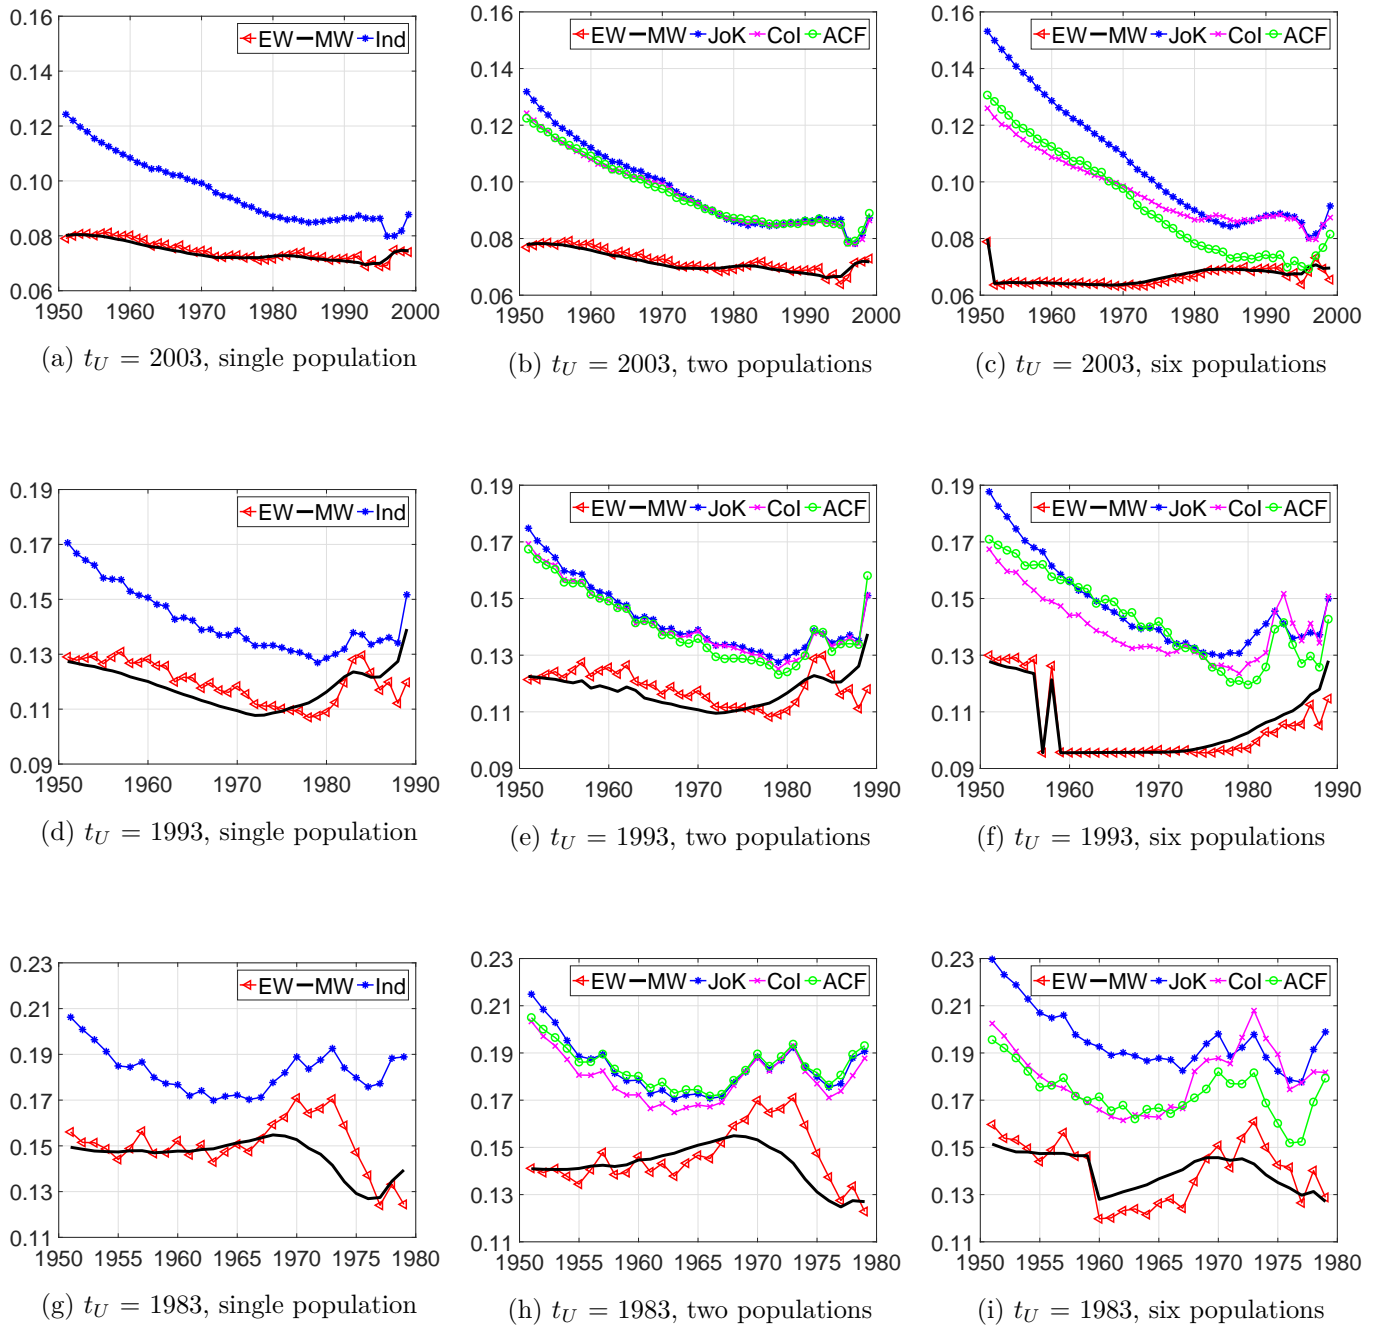 0.16
0.14
0.12
0.10
0.08
0.06
1950 1960 1970 1980 1990 2000
EW MW Ind
(a) t_U = 2003, single population
0.16
0.14
0.12
0.10
0.08
0.06
1950 1960 1970 1980 1990 2000
EW MW JoK CoI ACF
(b) t_U = 2003, two populations
0.16
0.14
0.12
0.10
0.08
0.06
1950 1960 1970 1980 1990 2000
EW MW JoK CoI ACF
(c) t_U = 2003, six populations
0.19
0.17
0.15
0.13
0.11
0.09
1950 1960 1970 1980 1990
EW MW Ind
(d) t_U = 1993, single population
0.19
0.17
0.15
0.13
0.11
0.09
1950 1960 1970 1980 1990
EW MW JoK CoI ACF
(e) t_U = 1993, two populations
0.19
0.17
0.15
0.13
0.11
0.09
1950 1960 1970 1980 1990
EW MW JoK CoI ACF
(f) t_U = 1993, six populations
0.23
0.21
0.19
0.17
0.15
0.13
0.11
1950 1955 1960 1965 1970 1975 1980
EW MW Ind
(g) t_U = 1983, single population
0.23
0.21
0.19
0.17
0.15
0.13
0.11
1950 1955 1960 1965 1970 1975 1980
EW MW JoK CoI ACF
(h) t_U = 1983, two populations
0.23
0.21
0.19
0.17
0.15
0.13
0.11
1950 1955 1960 1965 1970 1975 1980
EW MW JoK CoI ACF
(i) t_U = 1983, six populations